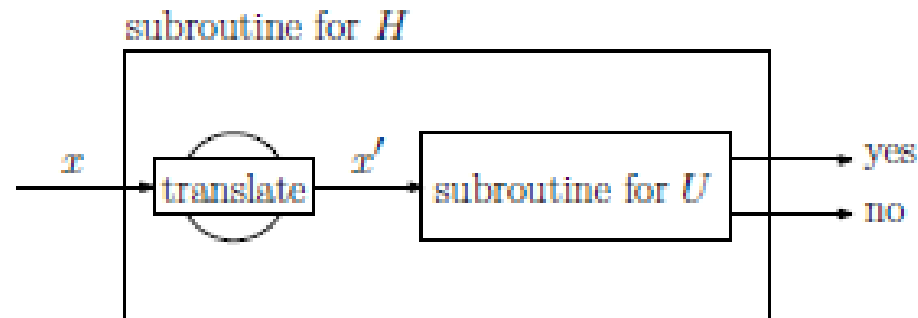 subroutine for H
x
translate
x′
subroutine for U
yes
no